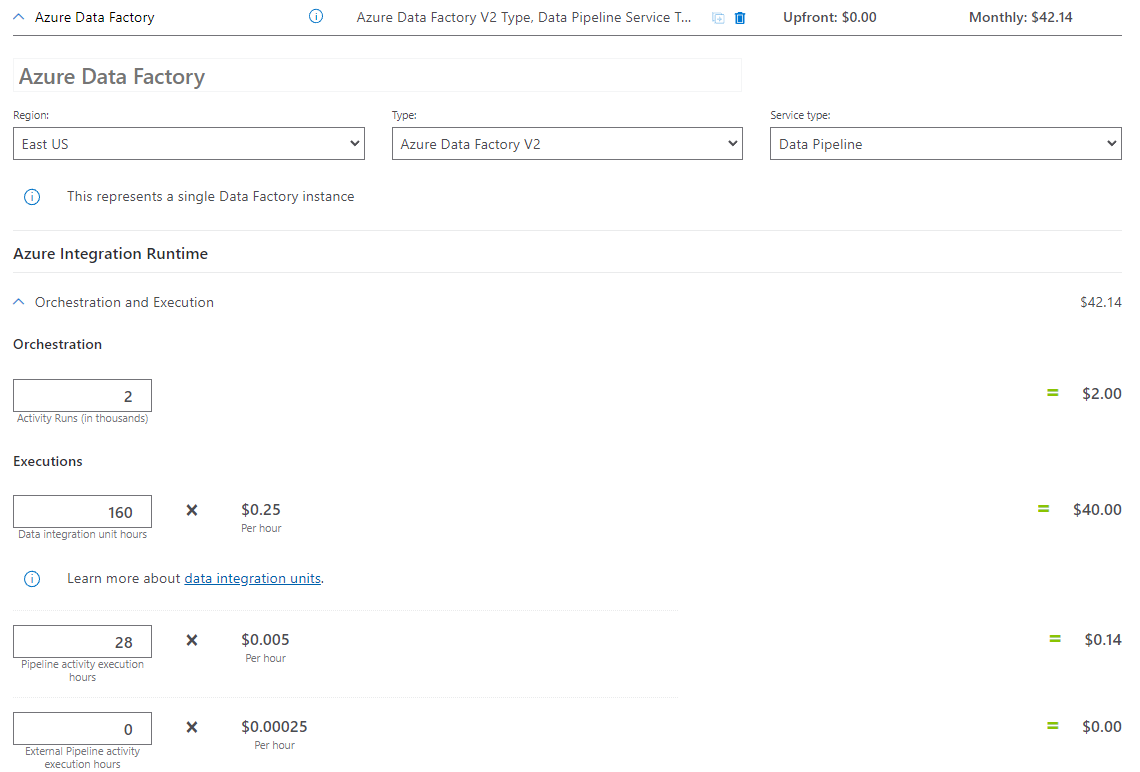 Azure Data Factory
Azure Data Factory V2 Type, Data Pipeline Service T...
Upfront: $0.00
Monthly: $42.14
Azure Data Factory
Region:
Type:
Service type:
East US
Azure Data Factory V2
Data Pipeline
This represents a single Data Factory instance
Azure Integration Runtime
Orchestration and Execution
$42.14
Orchestration
2
= $2.00
Activity Runs (in thousands)
Executions
160 × $0.25 = $40.00
Data integration unit hours
Per hour
Learn more about data integration units.
28 × $0.005 = $0.14
Pipeline activity execution
hours
Per hour
0 × $0.00025 = $0.00
External Pipeline activity
execution hours
Per hour